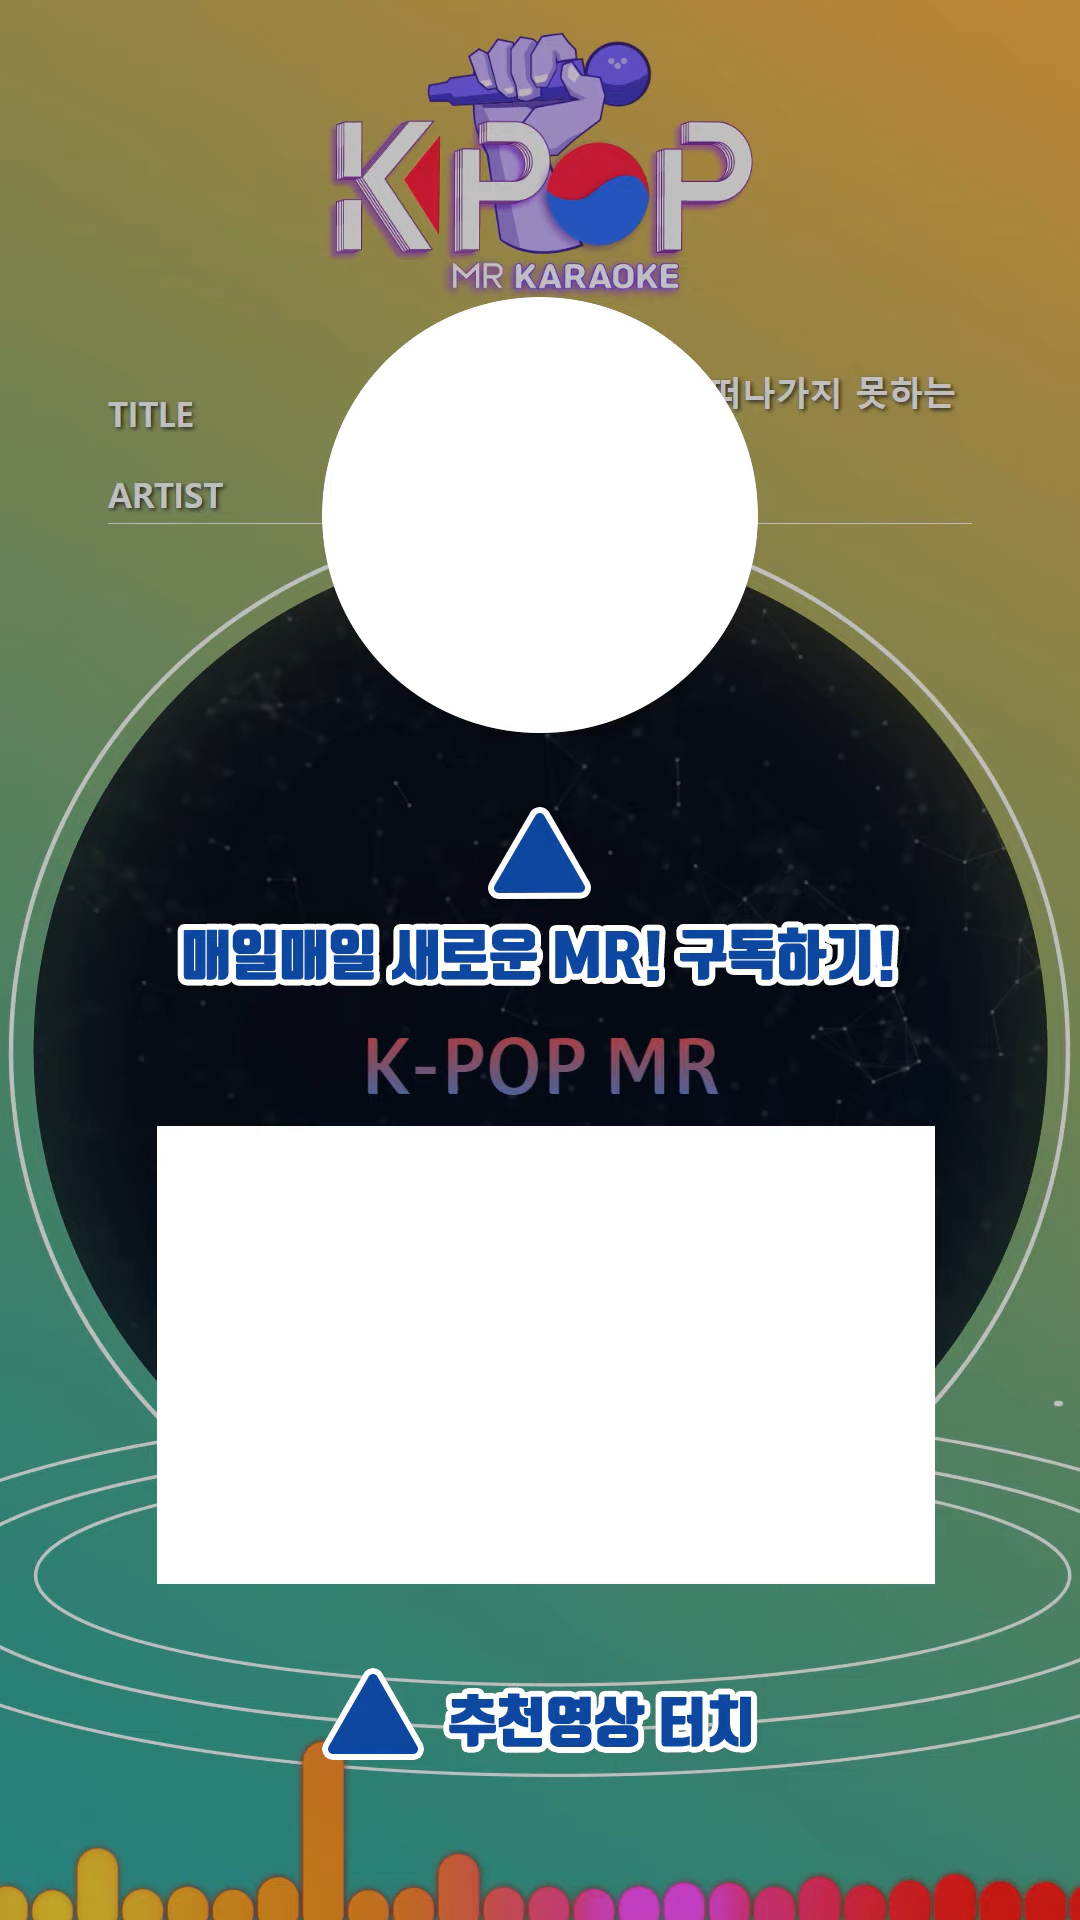 KPOP
MR KARAOKE
떠나가지 못하는
TITLE
ARTIST
매일매일 새로운 MR! 구독하기!
K-POP MR
추천영상 터치